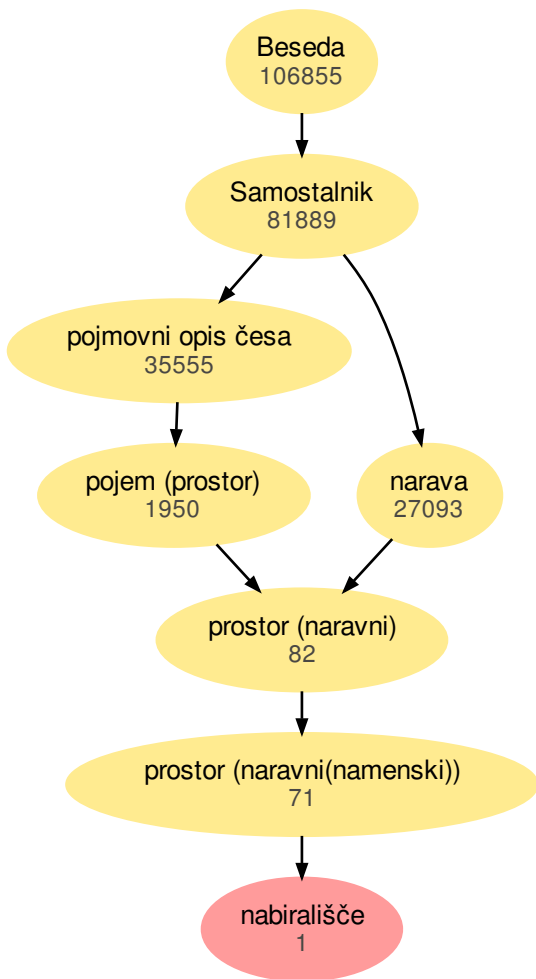 Beseda
106855
Samostalnik
81889
pojmovni opis česa
35555
pojem (prostor)
1950
narava
27093
prostor (naravni)
82
prostor (naravni(namenski))
71
nabirališče
1